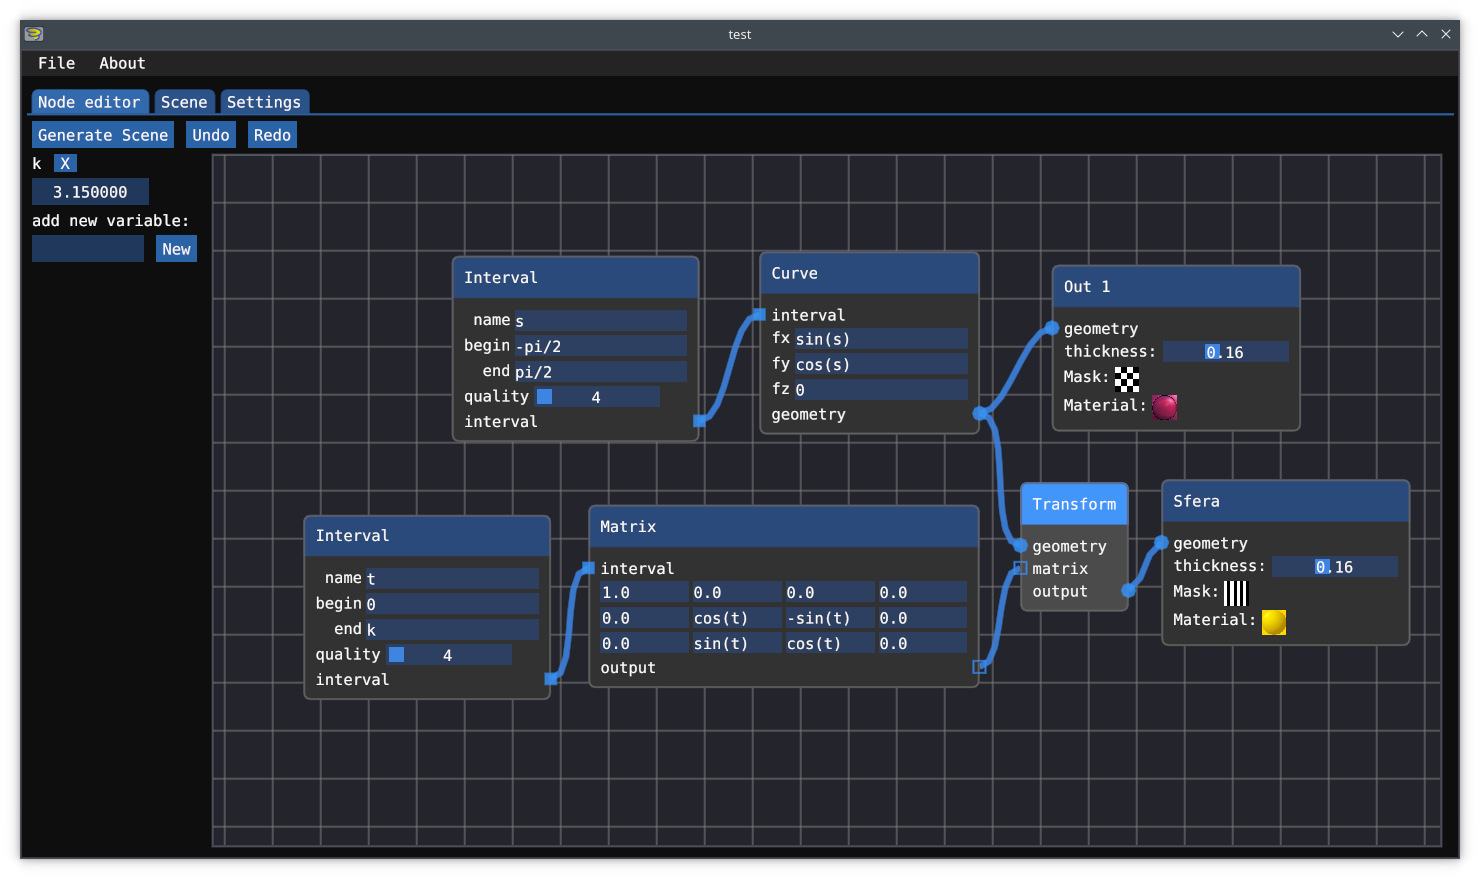 test
File About
Node editor Scene Settings
Generate Scene Undo Redo
k X
3.150000
add new variable:
New
Interval
name s
begin -pi/2
end pi/2
quality 4
interval
Curve
interval
fx sin(s)
fy cos(s)
fz 0
geometry
Out 1
geometry
thickness: 0.16
Mask:
Material:
Interval
name t
begin 0
end k
quality 4
interval
Matrix
interval
1.0 0.0 0.0 0.0
0.0 cos(t) -sin(t) 0.0
0.0 sin(t) cos(t) 0.0
output
Transform
geometry
matrix
output
Sfera
geometry
thickness: 0.16
Mask:
Material: